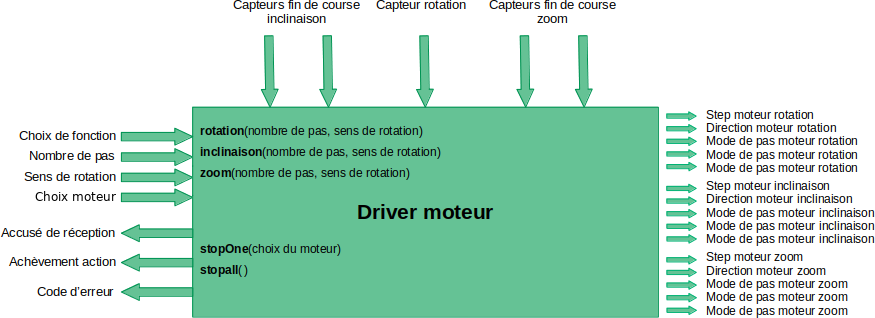 Capteurs fin de course
inclinaison
Capteur rotation
Capteurs fin de course
zoom
Choix de fonction
Nombre de pas
Sens de rotation
Choix moteur
Accusé de réception
Achèvement action
Code d’erreur
rotation(nombre de pas, sens de rotation)
inclinaison(nombre de pas, sens de rotation)
zoom(nombre de pas, sens de rotation)
Driver moteur
stopOne(choix du moteur)
stopall( )
Step moteur rotation
Direction moteur rotation
Mode de pas moteur rotation
Mode de pas moteur rotation
Mode de pas moteur rotation
Step moteur inclinaison
Direction moteur inclinaison
Mode de pas moteur inclinaison
Mode de pas moteur inclinaison
Mode de pas moteur inclinaison
Step moteur zoom
Direction moteur zoom
Mode de pas moteur zoom
Mode de pas moteur zoom
Mode de pas moteur zoom